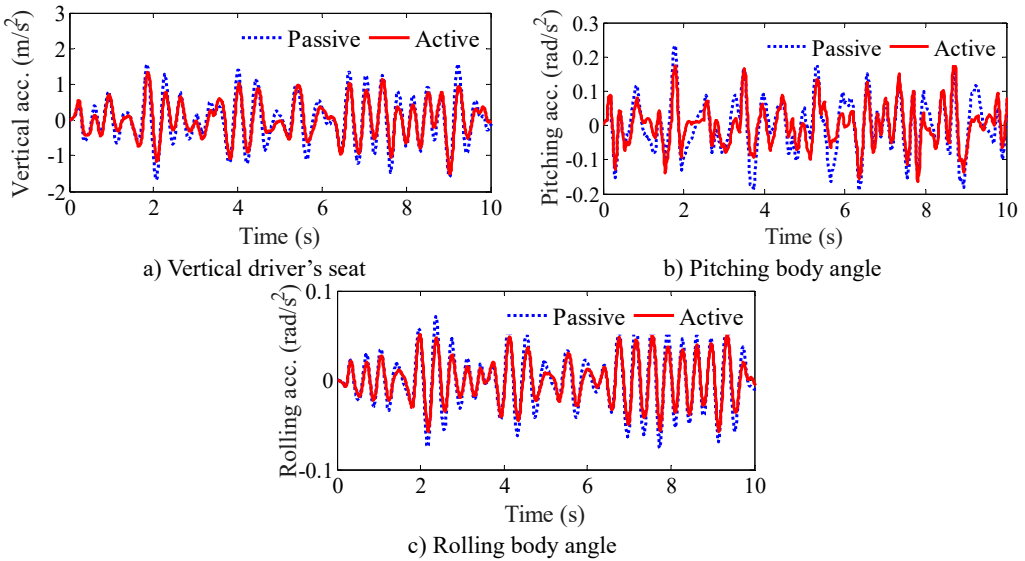 Vertical acc. (m/s²)
3
2
1
0
-1
-2
Passive Active
0 2 4 6 8 10
Time (s)
a) Vertical driver’s seat
Pitching acc. (rad/s²)
0.3
0.2
0.1
0
-0.1
-0.2
Passive Active
0 2 4 6 8 10
Time (s)
b) Pitching body angle
Rolling acc. (rad/s²)
0.1
0
-0.1
Passive Active
0 2 4 6 8 10
Time (s)
c) Rolling body angle